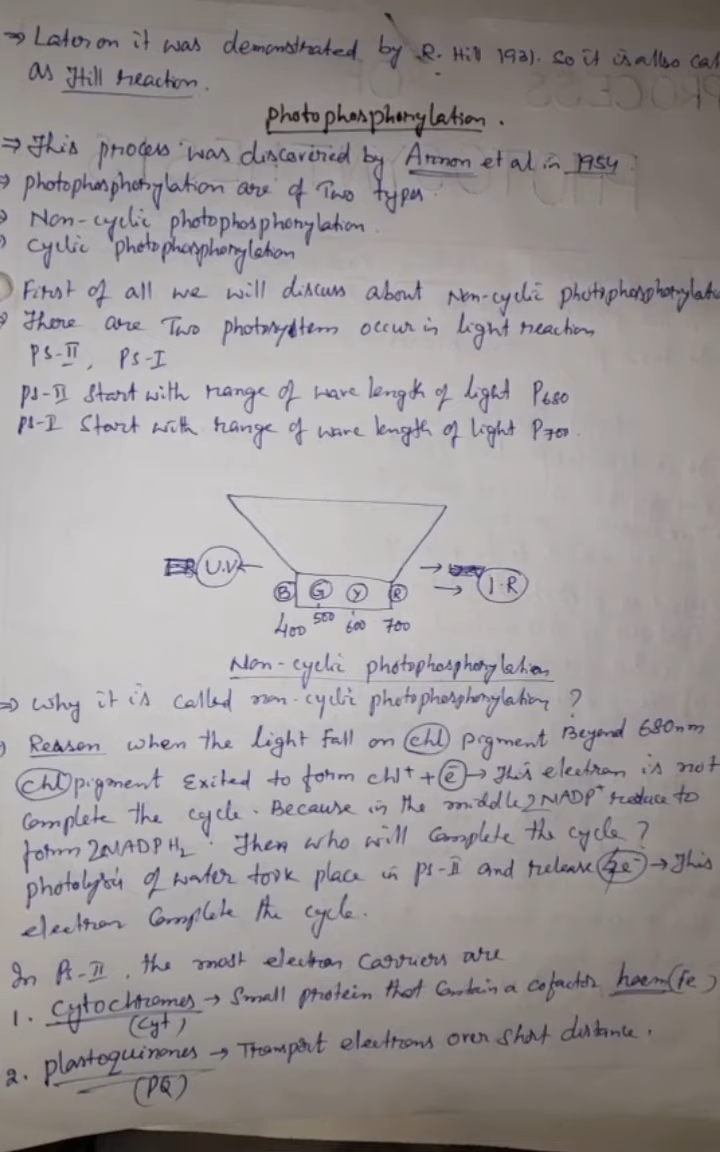 ⇒ Lateron it was demonstrated by R. Hill 1931. So it is allso cal
as Hill reaction.
photophosphorylation.
⇒ This process was discovered by Arnon et al in 1954.
⇒ photophosphorylation are of Two types.
⇒ Non-cyclic photophosphorylation.
⇒ cyclic photophosphorylation
First of all we will discuss about Non-cyclic photophosphorylatio
⇒ There are Two photosystem occur in light reaction
PS-II, PS-I
PS-II Start with range of wave length of light P680
PS-I Start with range of wave length of light P700.
U.V ← → I.R
B G Y R
400 500 600 700
Non-cyclic photophosphorylation
⇒ Why it is called non-cyclic photophosphorylation ?
⇒ Reason when the light fall on chl pigment Beyond 680nm
chl pigment Exited to form chl+ + e- → This electron is not
complete the cycle. Because in the middle 2NADP+ reduce to
form 2NADPH2. Then who will complete the cycle ?
photolysis of water took place in PS-II and release 2e- → This
electron Complete the cycle.
In PS-II, the most electron Carriers are
1. Cytochromes → Small protein that Contain a cofactor haem(Fe)
(Cyt)
2. plastoquinones → Transport electrons over short distance.
(PQ)